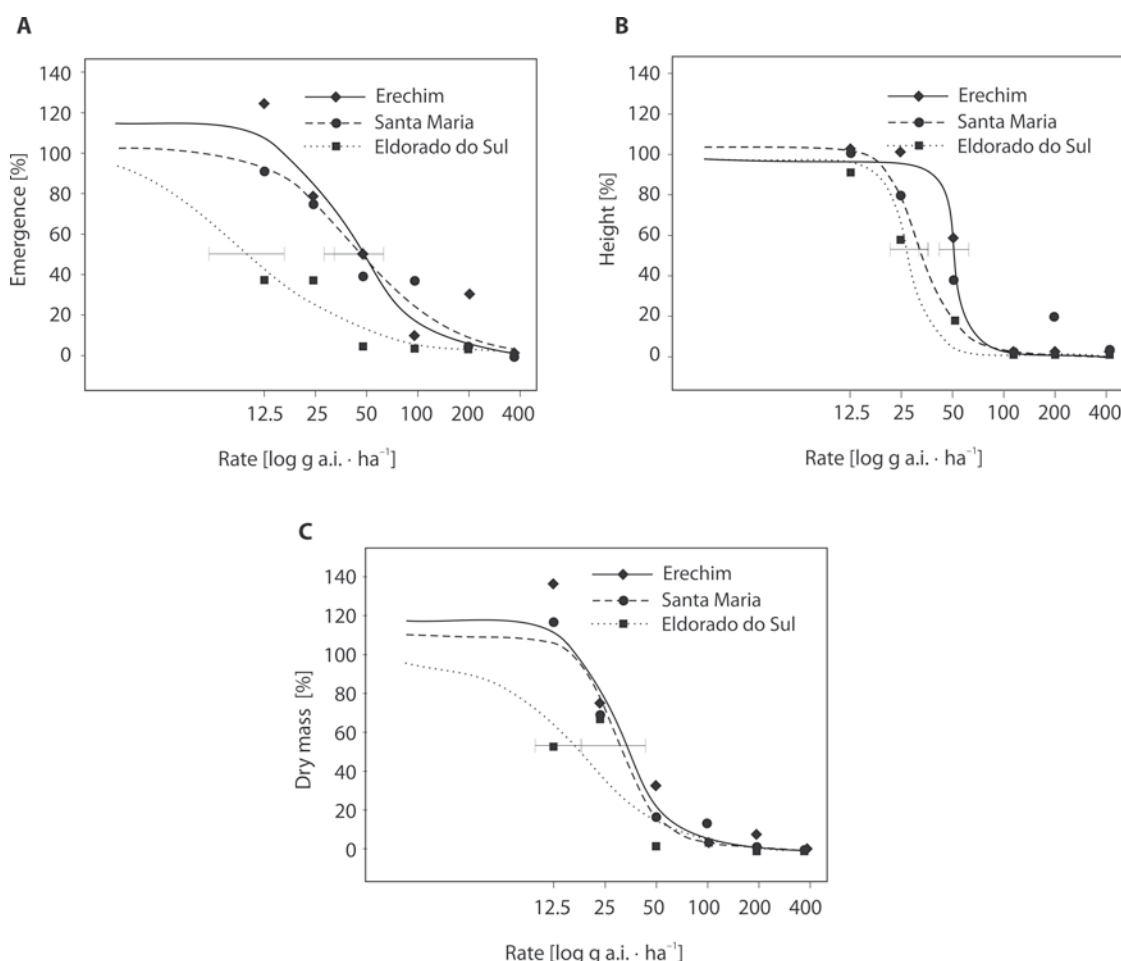 A
140
120
100
80
60
40
20
0
Emergence [%]
Erechim
Santa Maria
Eldorado do Sul
12.5 25 50 100 200 400
Rate [log g a.i. · ha⁻¹]
B
140
120
100
80
60
40
20
0
Height [%]
Erechim
Santa Maria
Eldorado do Sul
12.5 25 50 100 200 400
Rate [log g a.i. · ha⁻¹]
C
140
120
100
80
60
40
20
0
Dry mass [%]
Erechim
Santa Maria
Eldorado do Sul
12.5 25 50 100 200 400
Rate [log g a.i. · ha⁻¹]